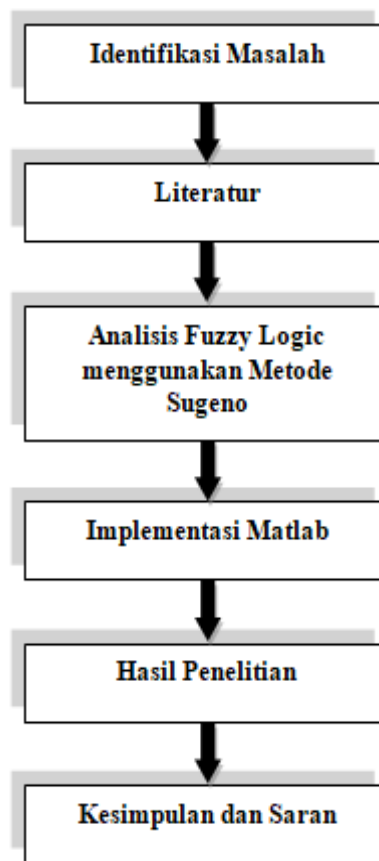 Identifikasi Masalah
Literatur
Analisis Fuzzy Logic
menggunakan Metode
Sugeno
Implementasi Matlab
Hasil Penelitian
Kesimpulan dan Saran